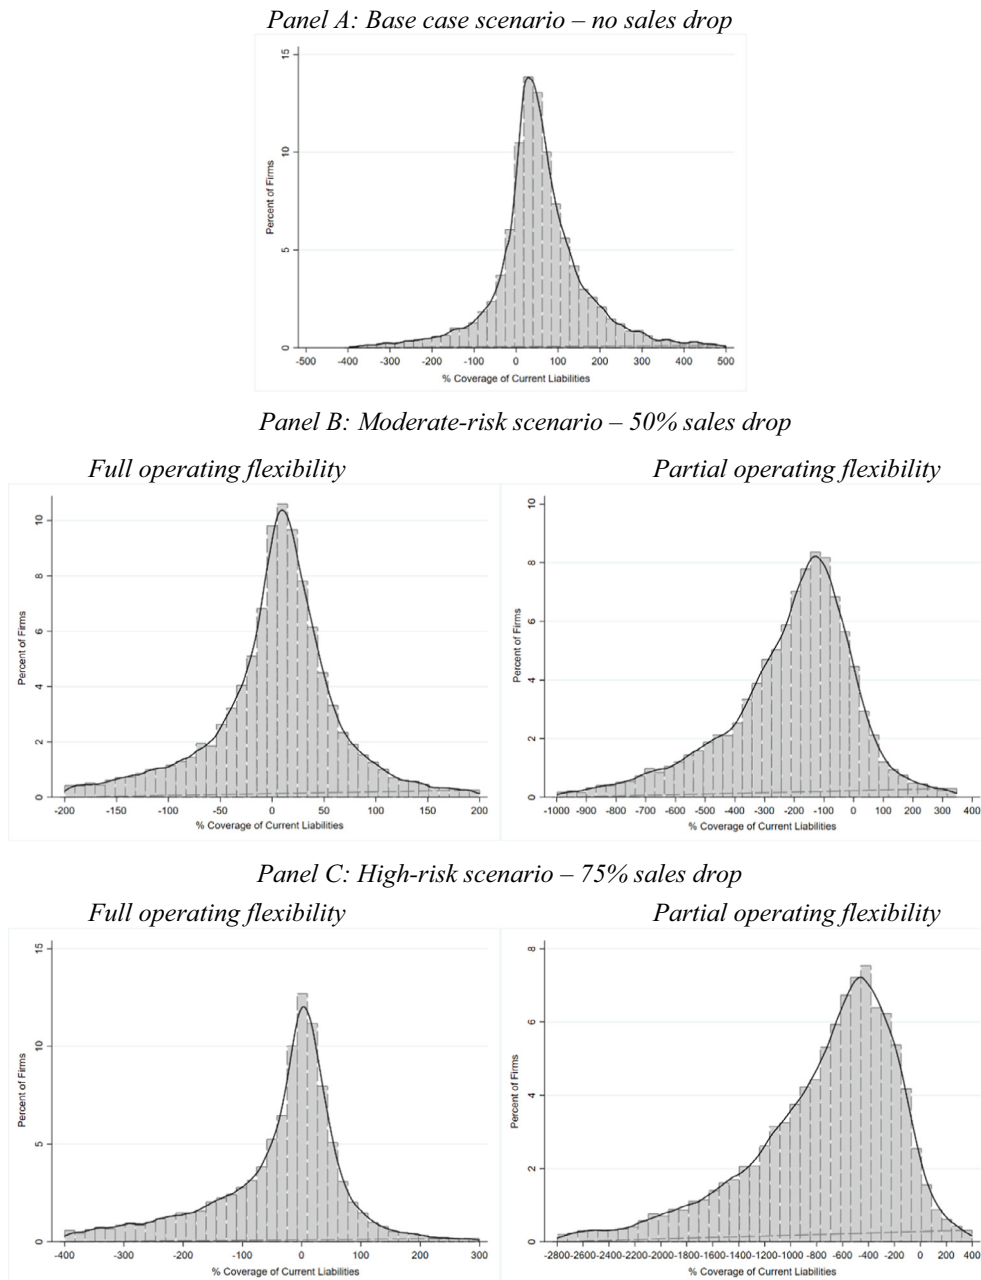 Panel A: Base case scenario – no sales drop
15
10
5
0
Percent of Firms
-500 -400 -300 -200 -100 0 100 200 300 400 500
% Coverage of Current Liabilities
Panel B: Moderate-risk scenario – 50% sales drop
Full operating flexibility
Partial operating flexibility
10
8
6
4
2
0
Percent of Firms
-200 -150 -100 -50 0 50 100 150 200
% Coverage of Current Liabilities
10
8
6
4
2
0
Percent of Firms
-1000 -900 -800 -700 -600 -500 -400 -300 -200 -100 0 100 200 300 400
% Coverage of Current Liabilities
Panel C: High-risk scenario – 75% sales drop
Full operating flexibility
Partial operating flexibility
15
10
5
0
Percent of Firms
-400 -300 -200 -100 0 100 200 300
% Coverage of Current Liabilities
8
6
4
2
0
Percent of Firms
-2800-2600-2400-2200-2000-1800-1600-1400-1200-1000 -800 -600 -400 -200 0 200 400
% Coverage of Current Liabilities